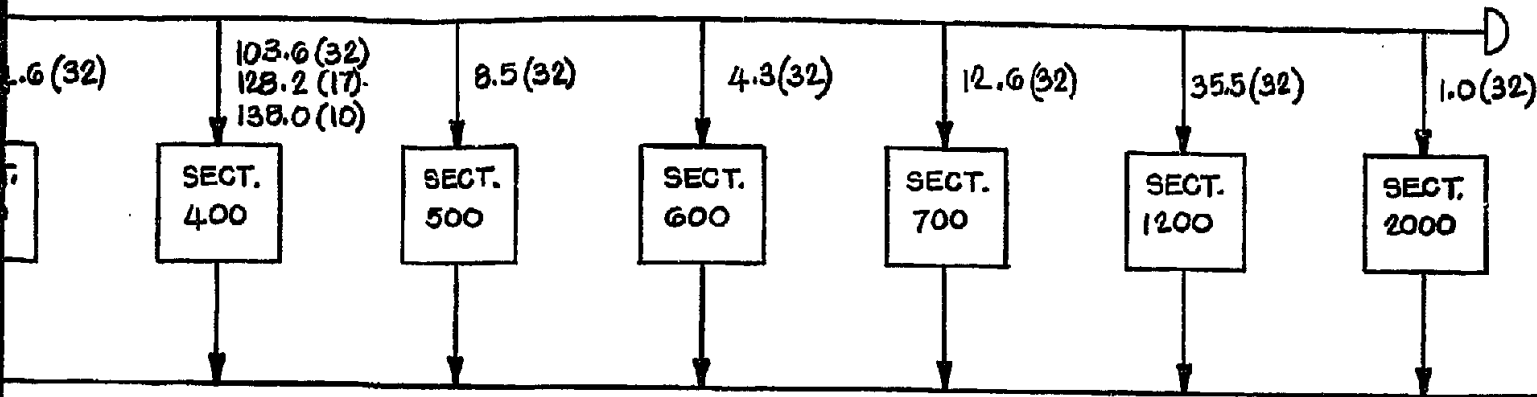 .6 (32)
103.6 (32)
128.2 (17)
138.0 (10)
8.5 (32)
4.3 (32)
12.6 (32)
35.5 (32)
1.0 (32)
SECT.
400
SECT.
500
SECT.
600
SECT.
700
SECT.
1200
SECT.
2000